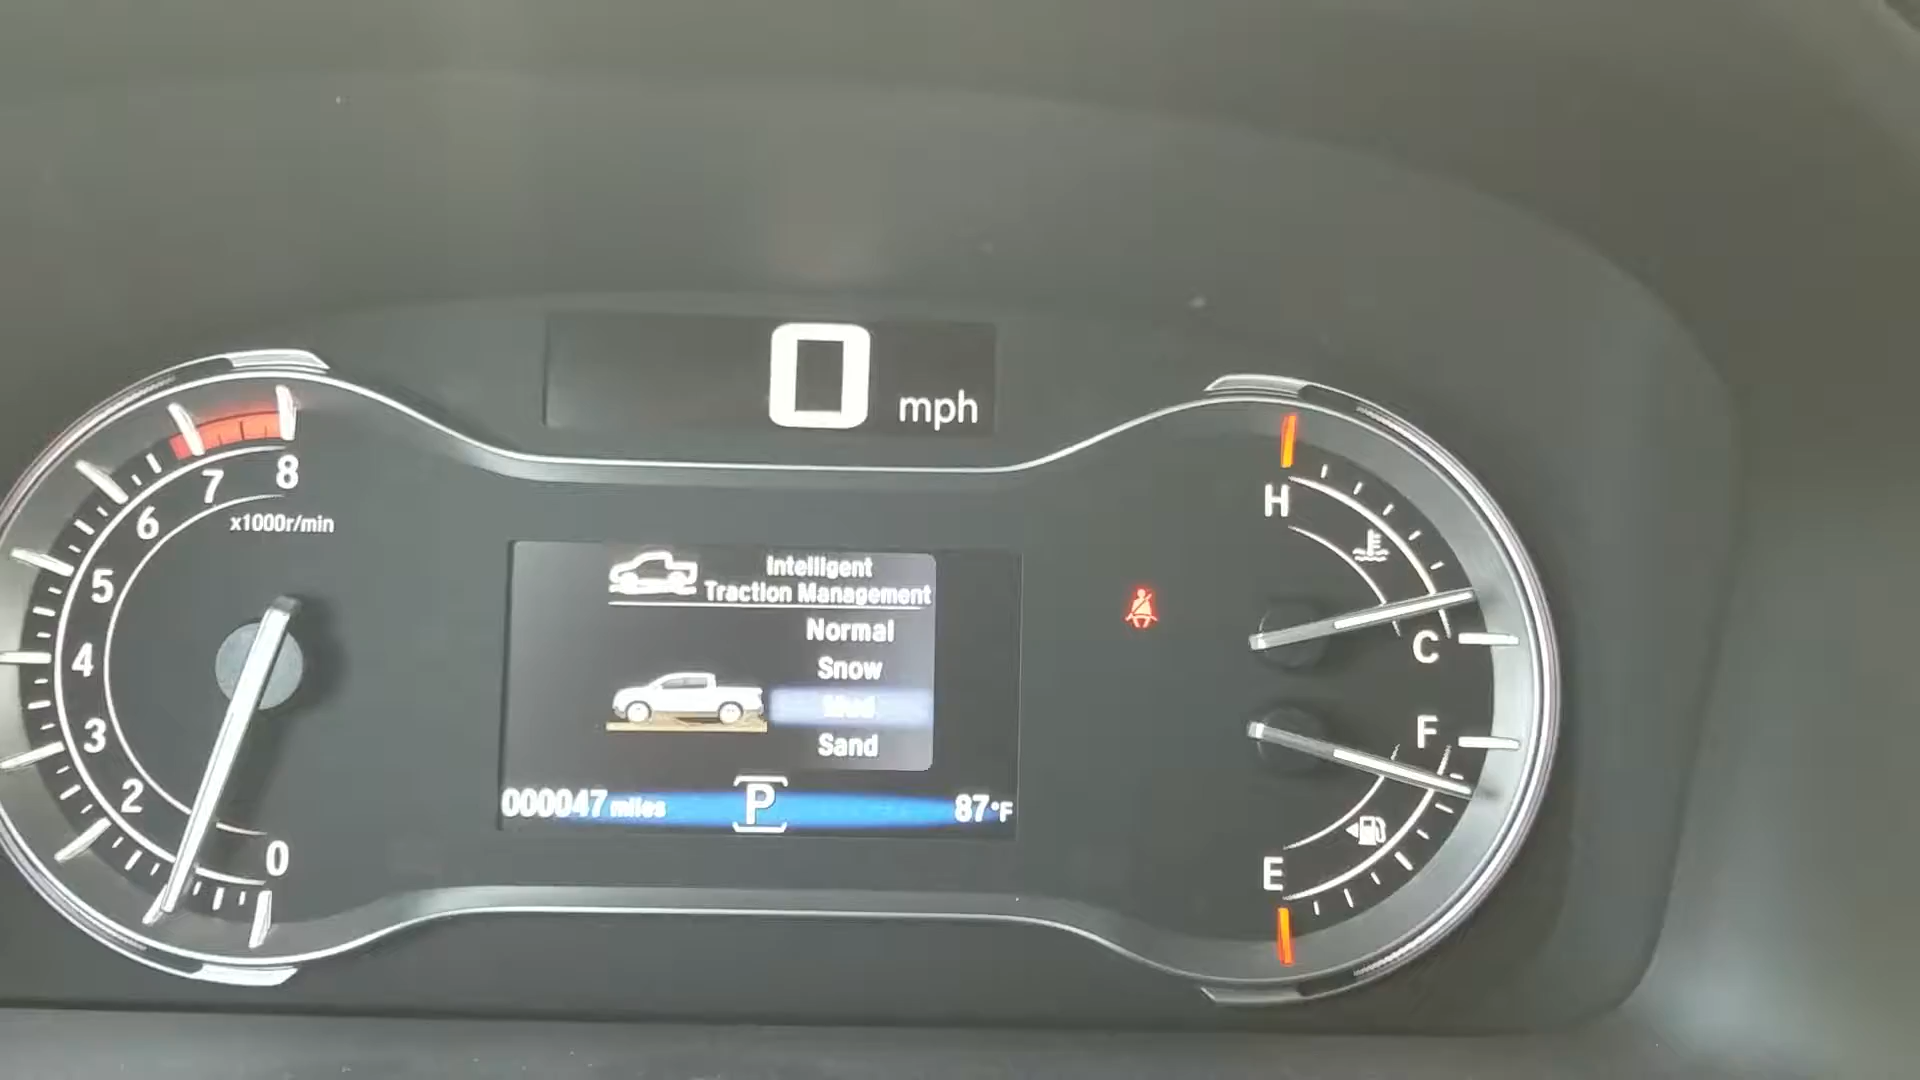 0 mph
8
7
6
5
4
3
2
0
x1000r/min
Intelligent
Traction Management
Normal
Snow
Mud
Sand
000047 miles P 87°F
H
C
F
E